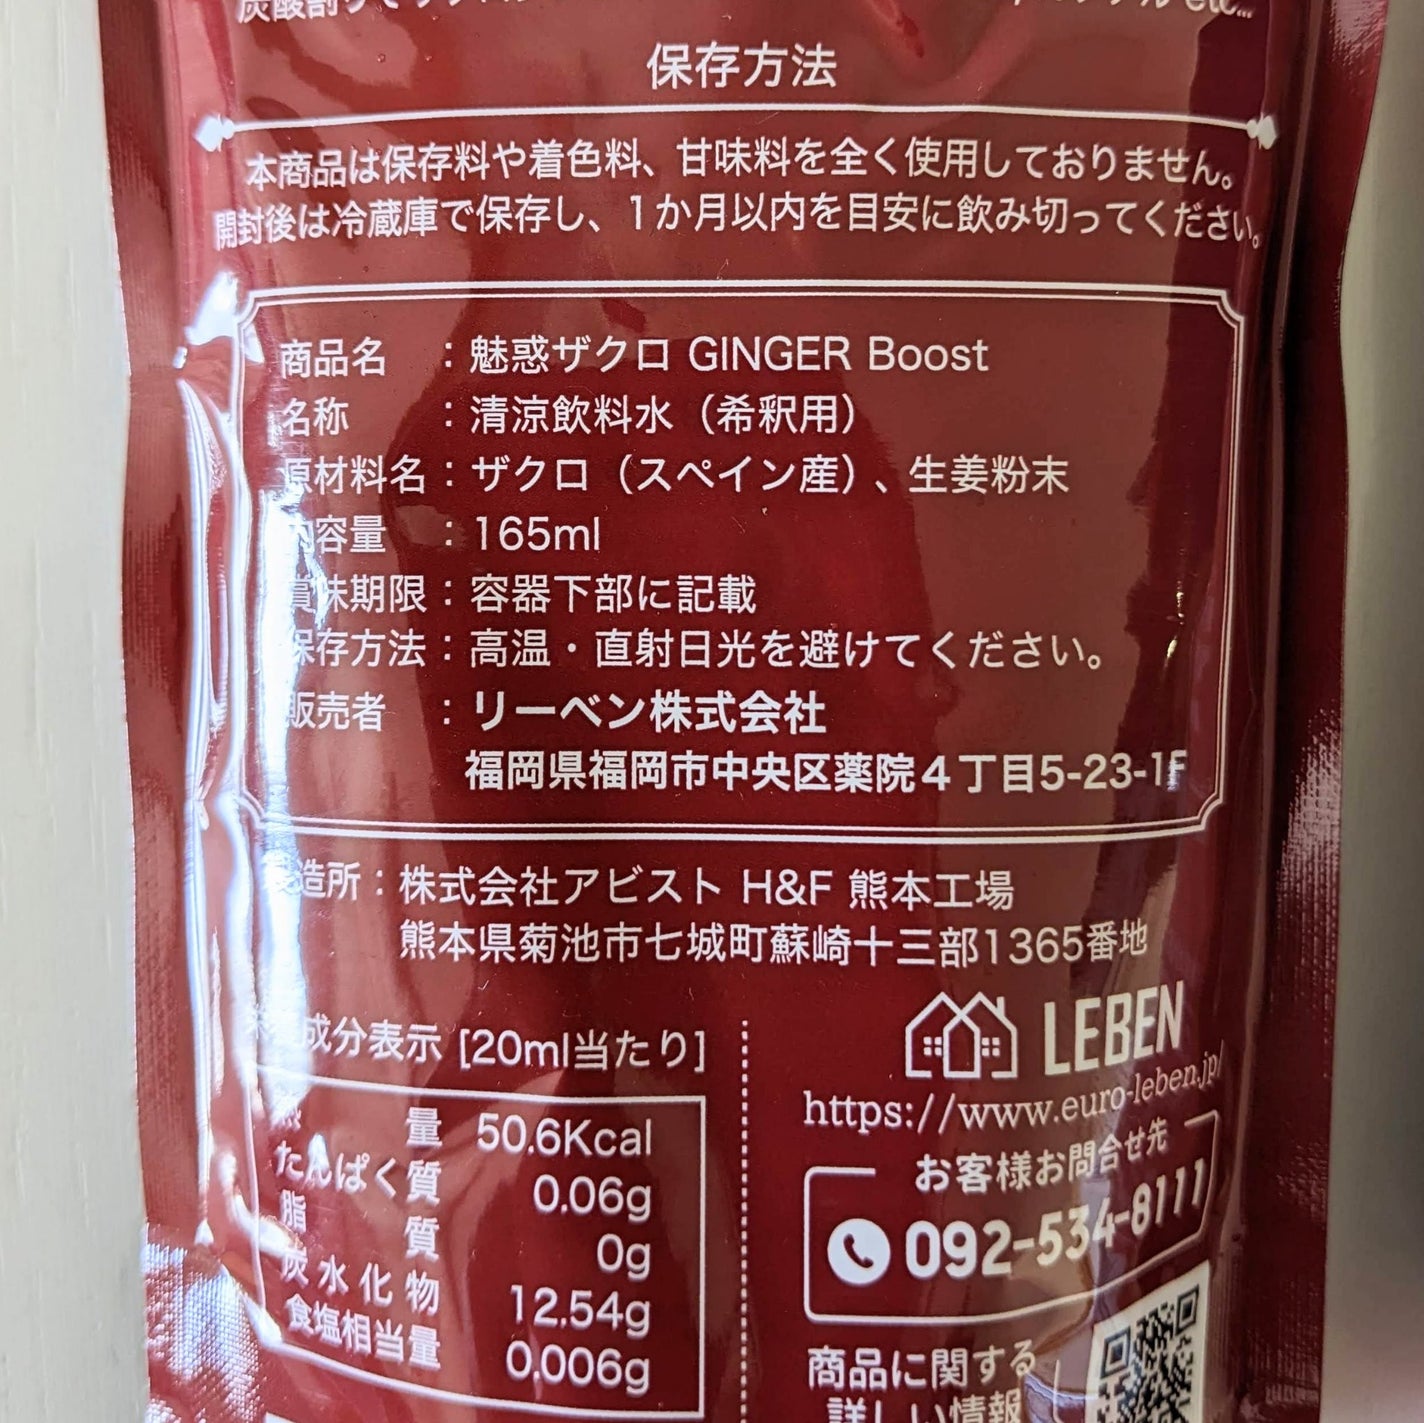 保存方法
本商品は保存料や着色料、甘味料を全く使用しておりません。
開封後は冷蔵庫で保存し、1か月以内を目安に飲み切ってください。
商品名 ：魅惑ザクロ GINGER Boost
名称 ：清涼飲料水（希釈用）
原材料名：ザクロ（スペイン産）、生姜粉末
内容量 ：165ml
賞味期限：容器下部に記載
保存方法：高温・直射日光を避けてください。
販売者 ：リーベン株式会社
福岡県福岡市中央区薬院4丁目5-23-1F
造所：株式会社アビスト H&F 熊本工場
熊本県菊池市七城町蘇崎十三部1365番地
成分表示 [20ml当たり]
量 50.6Kcal
たんぱく質 0.06g
脂質 0g
炭水化物 12.54g
食塩相当量 0.006g
LEBEN
https://www.euro-leben.jp/
お客様お問合せ先
092-534-8111
商品に関する
詳しい情報